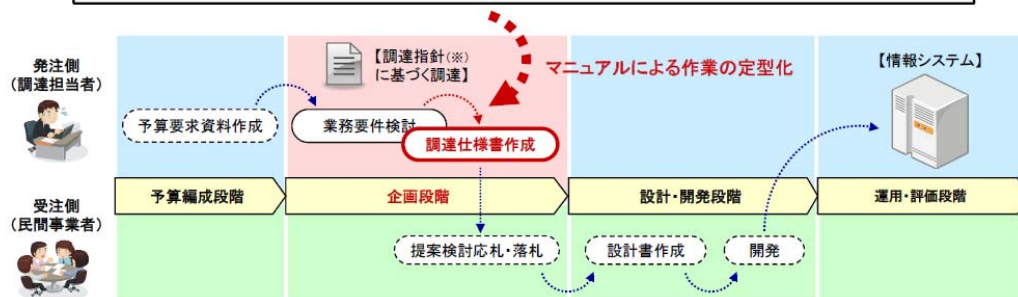 発注側
(調達担当者)
【調達指針(※)
に基づく調達】
マニュアルによる作業の定型化
【情報システム】
予算要求資料作成
業務要件検討
調達仕様書作成
予算編成段階
企画段階
設計・開発段階
運用・評価段階
受注側
(民間事業者)
提案検討応札・落札
設計書作成
開発